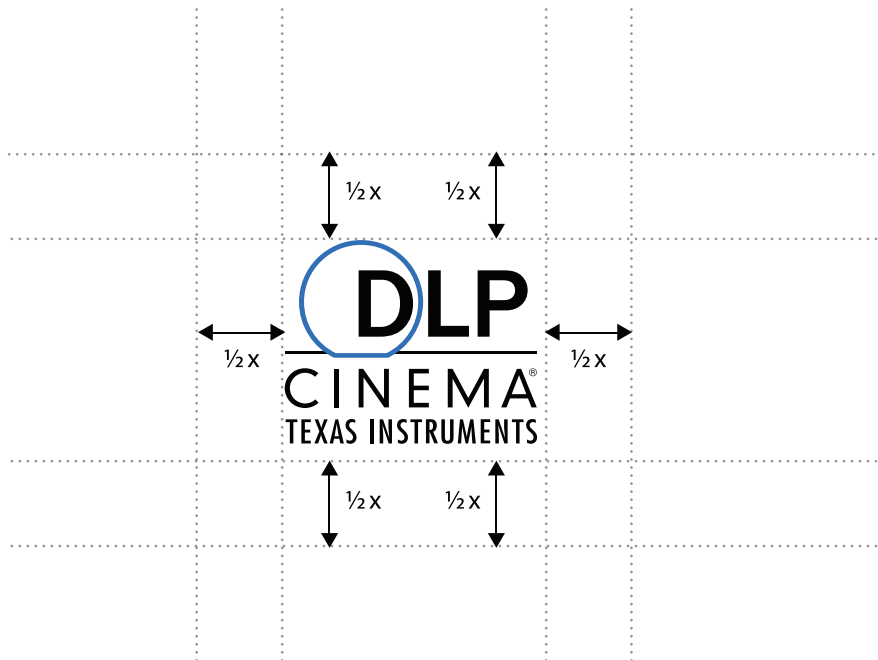 ½ x ½ x
DLP
½ x ½ x
CINEMA®
TEXAS INSTRUMENTS
½ x ½ x